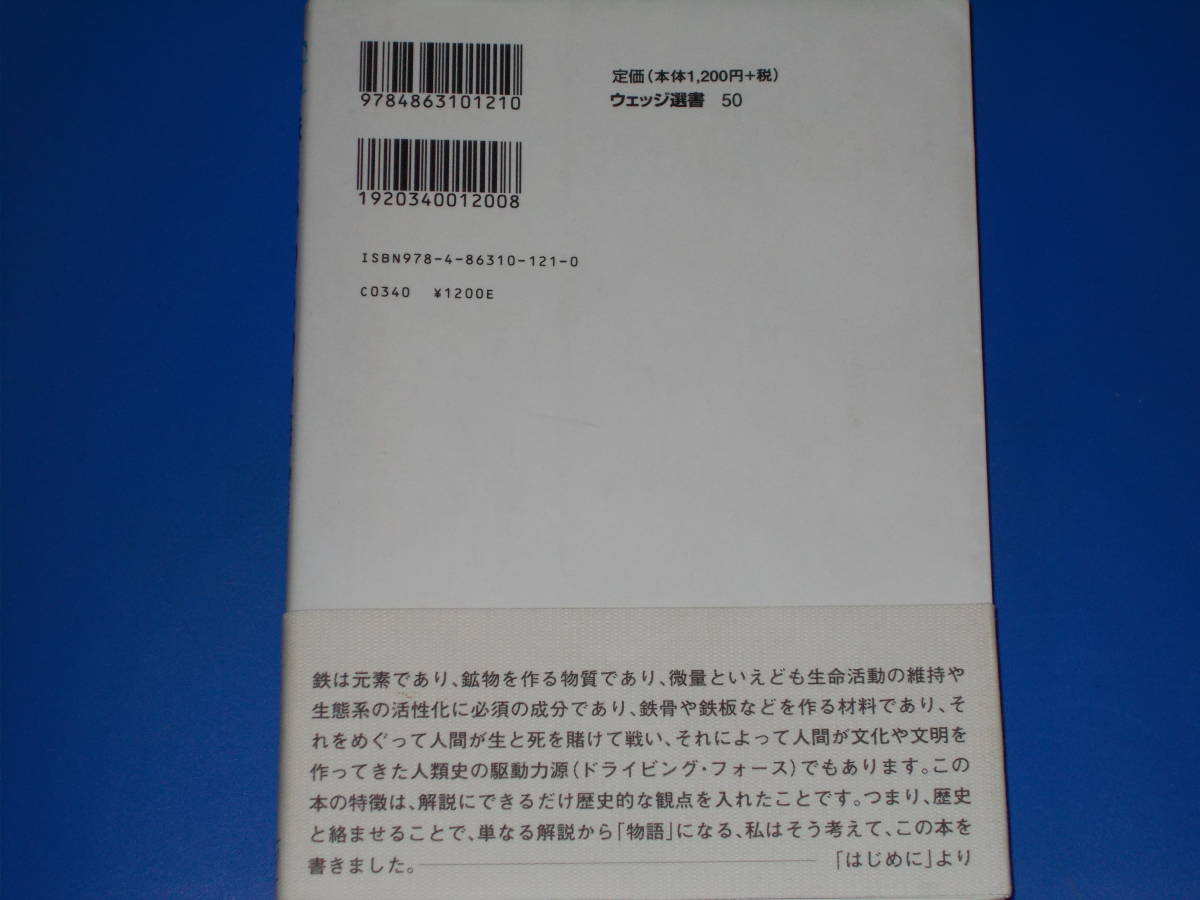 9784863101210
定価(本体1,200円+税)
ウェッジ選書 50
1920340012008
ISBN978-4-86310-121-0
C0340 ¥1200E
鉄は元素であり、鉱物を作る物質であり、微量といえども生命活動の維持や
生態系の活性化に必須の成分であり、鉄骨や鉄板などを作る材料であり、そ
れをめぐって人間が生と死を賭けて戦い、それによって人間が文化や文明を
作ってきた人類史の駆動力源(ドライビング・フォース)でもあります。この
本の特徴は、解説にできるだけ歴史的な観点を入れたことです。つまり、歴史
と絡ませることで、単なる解説から「物語」になる、私はそう考えて、この本を
書きました。――「はじめに」より